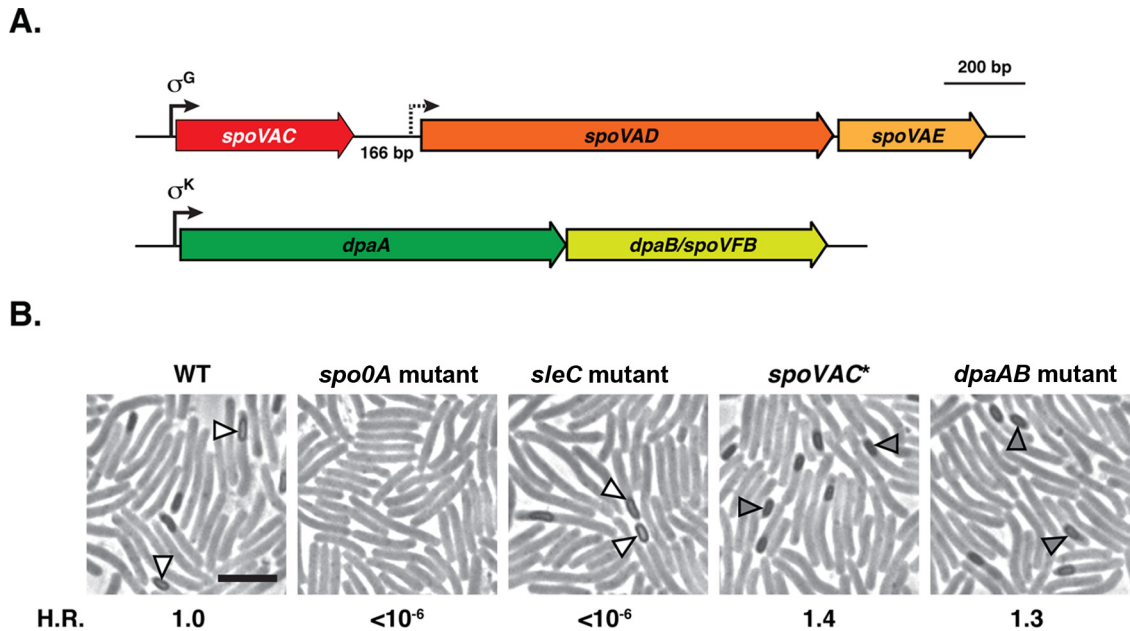 A.
200 bp
σG
spoVAC
166 bp
spoVAD
spoVAE
σK
dpaA
dpaB/spoVFB
B.
WT
spo0A mutant
sleC mutant
spoVAC*
dpaAB mutant
H.R. 1.0 <10-6 <10-6 1.4 1.3